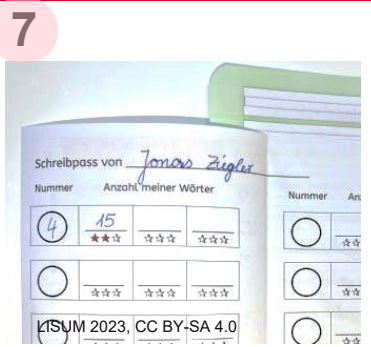 7
Schreibpass von Jonas Ziegler
Nummer Anzahl meiner Wörter
Nummer
4 15
LISUM 2023, CC BY-SA 4.0